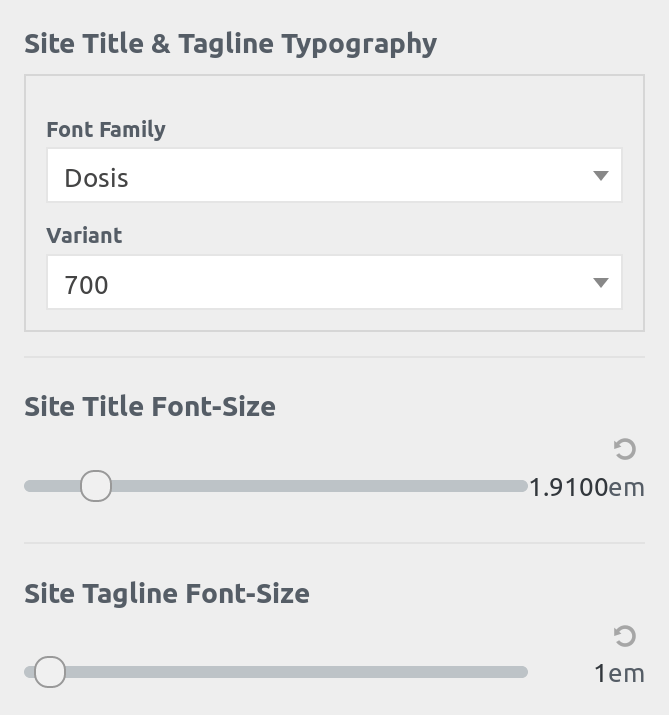 Site Title & Tagline Typography
Font Family
Dosis
Variant
700
Site Title Font-Size
1.9100em
Site Tagline Font-Size
1em